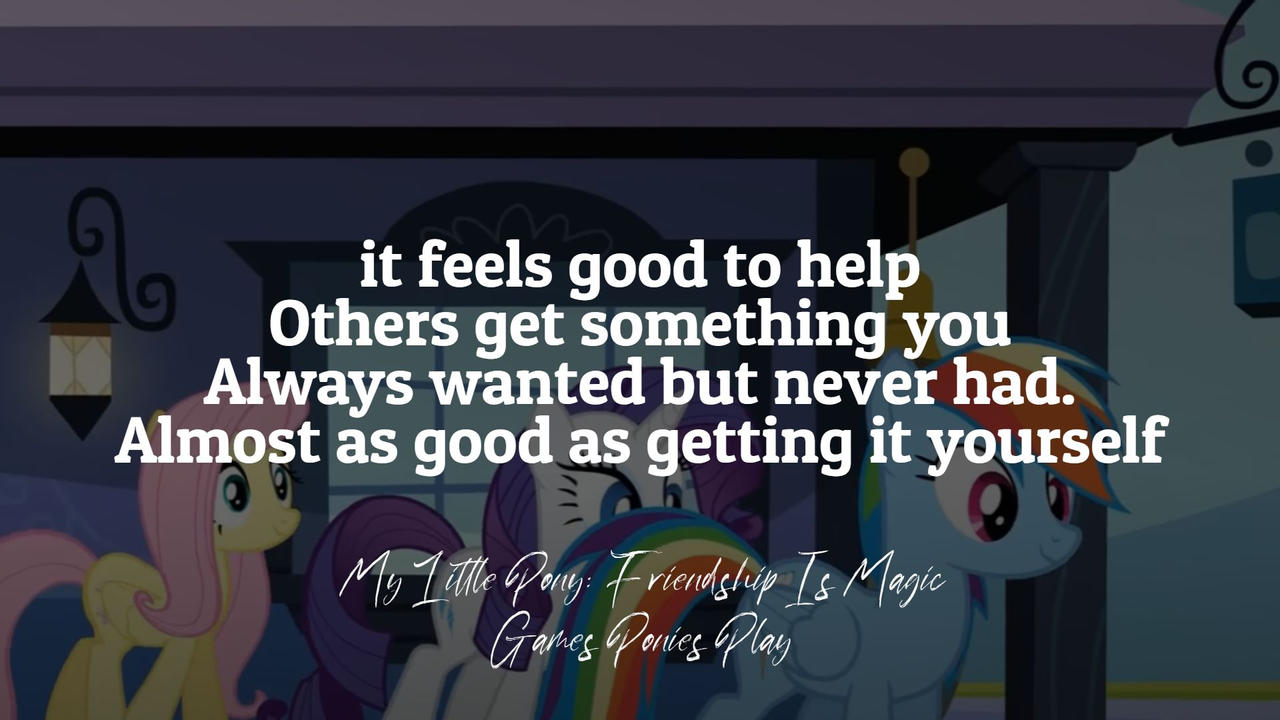 it feels good to help
Others get something you
Always wanted but never had.
Almost as good as getting it yourself
My Little Pony: Friendship Is Magic
Games Ponies Play